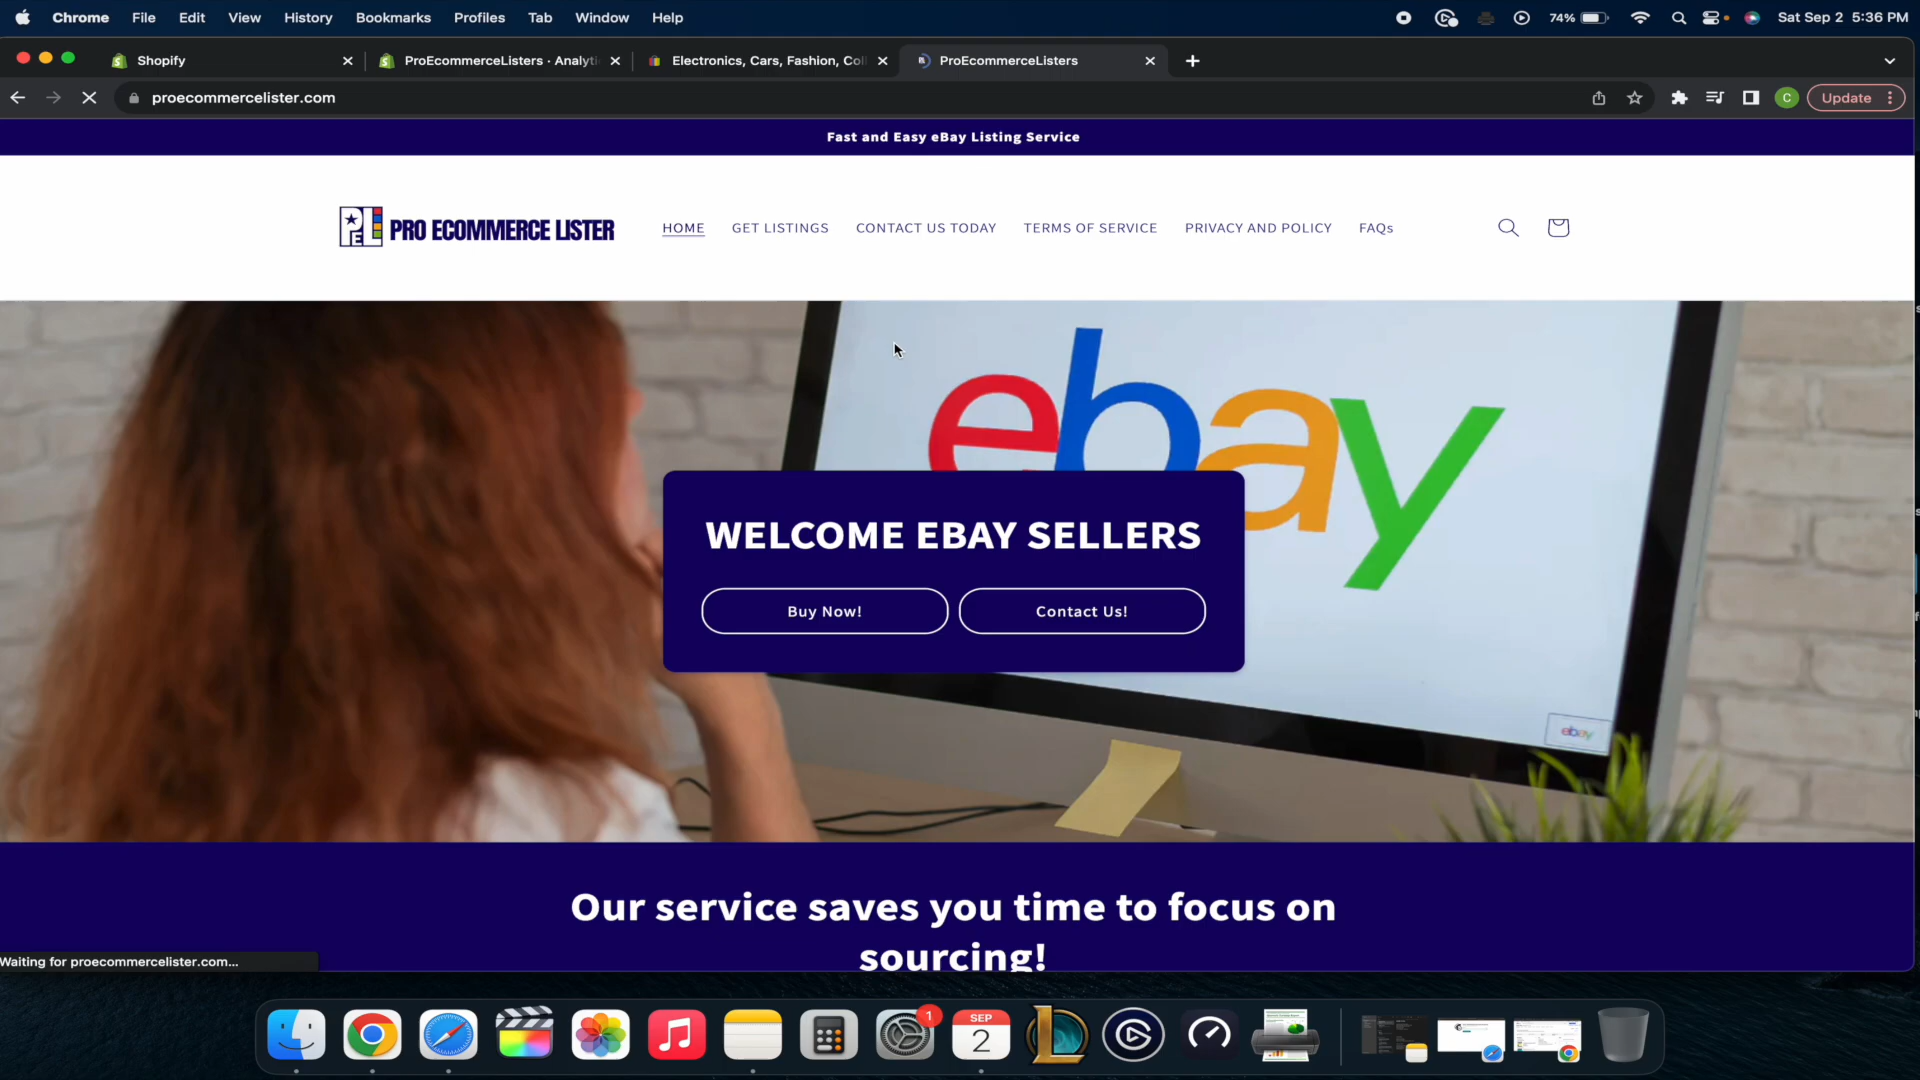 Chrome File Edit View History Bookmarks Profiles Tab Window Help 74% Sat Sep 2 5:36 PM
Shopify ProEcommerceListers · Analyti Electronics, Cars, Fashion, Col ProEcommerceListers
proecommercelister.com C Update
Fast and Easy eBay Listing Service
PEL PRO ECOMMERCE LISTER HOME GET LISTINGS CONTACT US TODAY TERMS OF SERVICE PRIVACY AND POLICY FAQs
ebay
WELCOME EBAY SELLERS
Buy Now! Contact Us!
ebay
Our service saves you time to focus on
sourcing!
Waiting for proecommercelister.com...
1
SEP
2